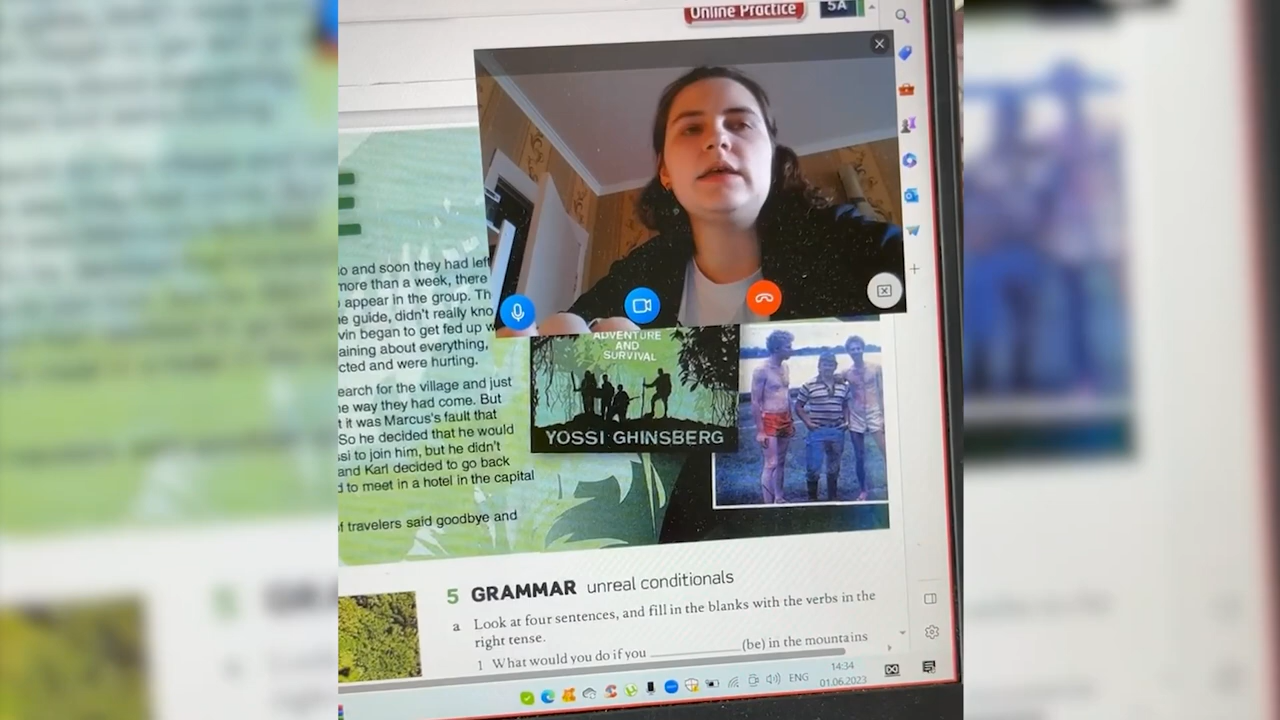 Online Practice
5A
E
so and soon they had left
more than a week, there
appear in the group. Th
e guide, didn't really kno
vin began to get fed up w
aining about everything,
cted and were hurting.
earch for the village and just
e way they had come. But
t it was Marcus's fault that
So he decided that he would
si to join him, but he didn't
and Karl decided to go back
d to meet in a hotel in the capital
f travelers said goodbye and
ADVENTURE
AND
SURVIVAL
YOSSI GHINSBERG
5 GRAMMAR unreal conditionals
a Look at four sentences, and fill in the blanks with the verbs in the
right tense.
1 What would you do if you __________ (be) in the mountains
ENG
14:34
01.06.2023